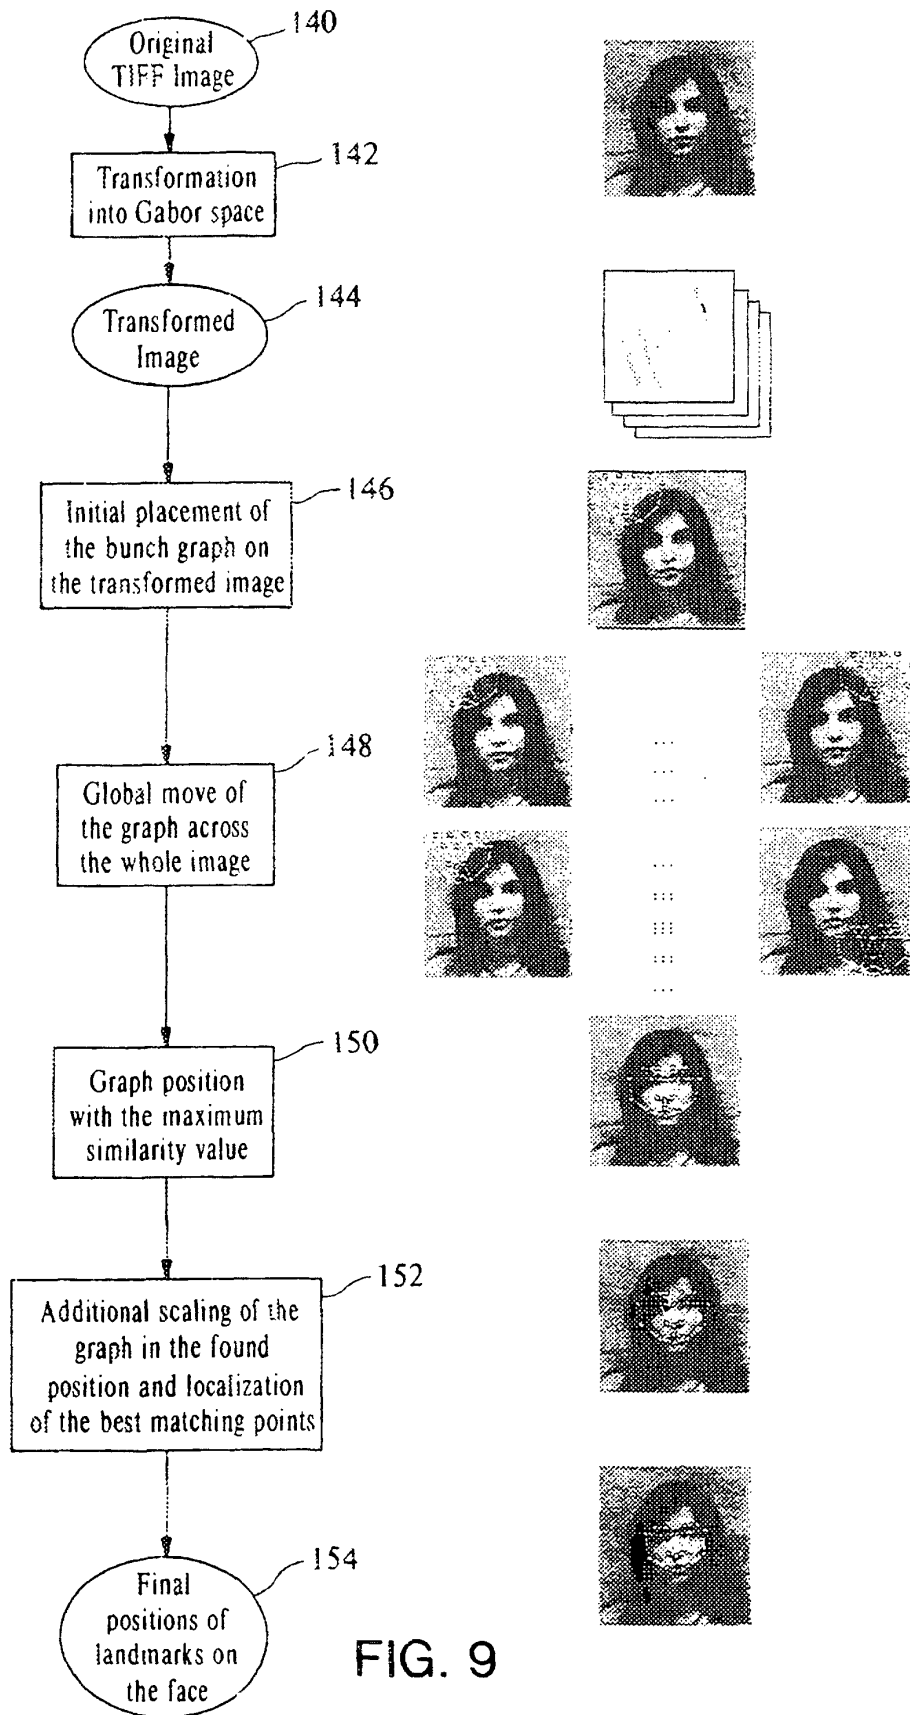 140
Original
TIFF Image
142
Transformation
into Gabor space
144
Transformed
Image
146
Initial placement of
the bunch graph on
the transformed image
148
Global move of
the graph across
the whole image
150
Graph position
with the maximum
similarity value
152
Additional scaling of the
graph in the found
position and localization
of the best matching points
154
Final
positions of
landmarks on
the face
FIG. 9